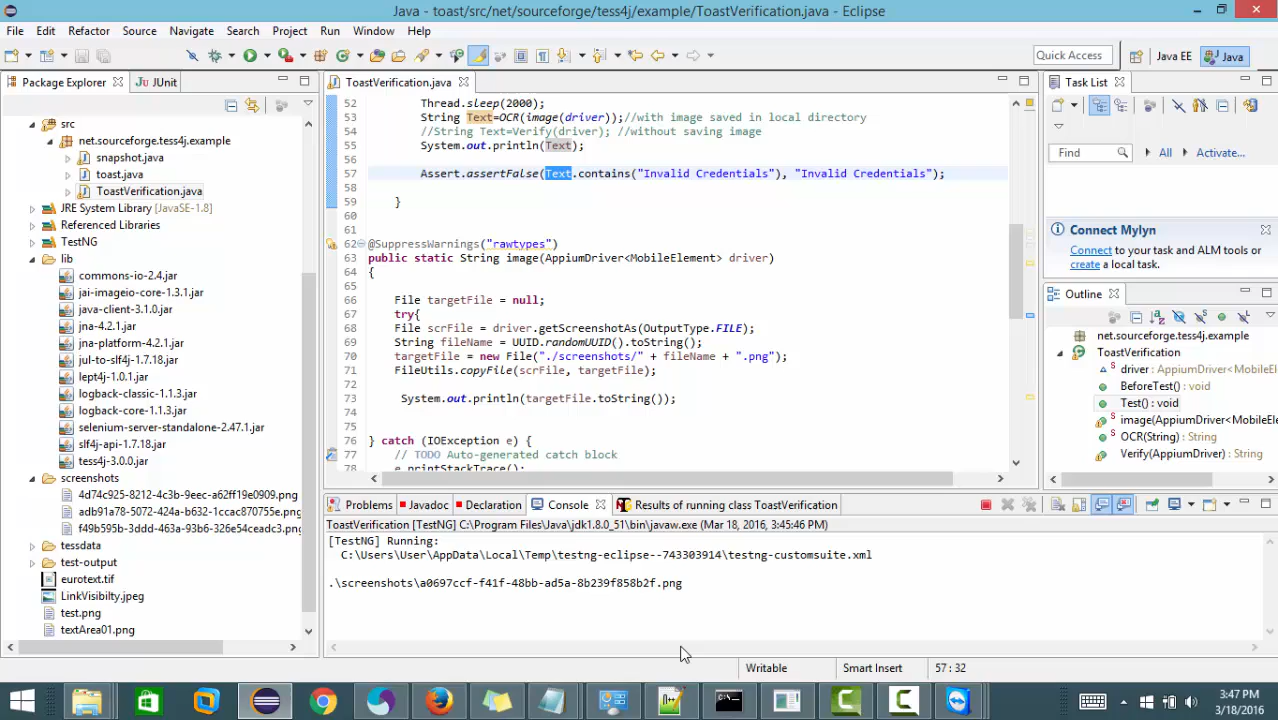 Java - toast/src/net/sourceforge/tess4j/example/ToastVerification.java - Eclipse
File Edit Refactor Source Navigate Search Project Run Window Help
Quick Access
Java EE
Java
Package Explorer
JUnit
src
net.sourceforge.tess4j.example
snapshot.java
toast.java
ToastVerification.java
JRE System Library [JavaSE-1.8]
Referenced Libraries
TestNG
lib
commons-io-2.4.jar
jai-imageio-core-1.3.1.jar
java-client-3.1.0.jar
jna-4.2.1.jar
jna-platform-4.2.1.jar
jul-to-slf4j-1.7.18.jar
lept4j-1.0.1.jar
logback-classic-1.1.3.jar
logback-core-1.1.3.jar
selenium-server-standalone-2.47.1.jar
slf4j-api-1.7.18.jar
tess4j-3.0.0.jar
screenshots
4d74c925-8212-4c3b-9eec-a62ff19e0909.png
adb91a78-5072-424a-b632-1ccac870755e.png
f49b595b-3ddd-463a-93b6-326e54ceadc3.png
tessdata
test-output
eurotext.tif
LinkVisibilty.jpeg
test.png
textArea01.png
ToastVerification.java
52 Thread.sleep(2000);
53 String Text=OCR(image(driver));//with image saved in local directory
54 //String Text=Verify(driver); //without saving image
55 System.out.println(Text);
56
57 Assert.assertFalse(Text.contains("Invalid Credentials"), "Invalid Credentials");
58
59 }
60
61
62 @SuppressWarnings("rawtypes")
63 public static String image(AppiumDriver<MobileElement> driver)
64 {
65
66 File targetFile = null;
67 try{
68 File scrFile = driver.getScreenshotAs(OutputType.FILE);
69 String fileName = UUID.randomUUID().toString();
70 targetFile = new File("./screenshots/" + fileName + ".png");
71 FileUtils.copyFile(scrFile, targetFile);
72
73 System.out.println(targetFile.toString());
74
75
76 } catch (IOException e) {
77 // TODO Auto-generated catch block
78 e.printStackTrace();
Task List
Find
All
Activate...
Connect Mylyn
Connect to your task and ALM tools or
create a local task.
Outline
net.sourceforge.tess4j.example
ToastVerification
driver : AppiumDriver<MobileE
BeforeTest() : void
Test() : void
image(AppiumDriver<MobileEle
OCR(String) : String
Verify(AppiumDriver) : String
Problems
Javadoc
Declaration
Console
Results of running class ToastVerification
ToastVerification [TestNG] C:\Program Files\Java\jdk1.8.0_51\bin\javaw.exe (Mar 18, 2016, 3:45:46 PM)
[TestNG] Running:
C:\Users\User\AppData\Local\Temp\testng-eclipse--743303914\testng-customsuite.xml
.\screenshots\a0697ccf-f41f-48bb-ad5a-8b239f858b2f.png
Writable
Smart Insert
57 : 32
3:47 PM
3/18/2016